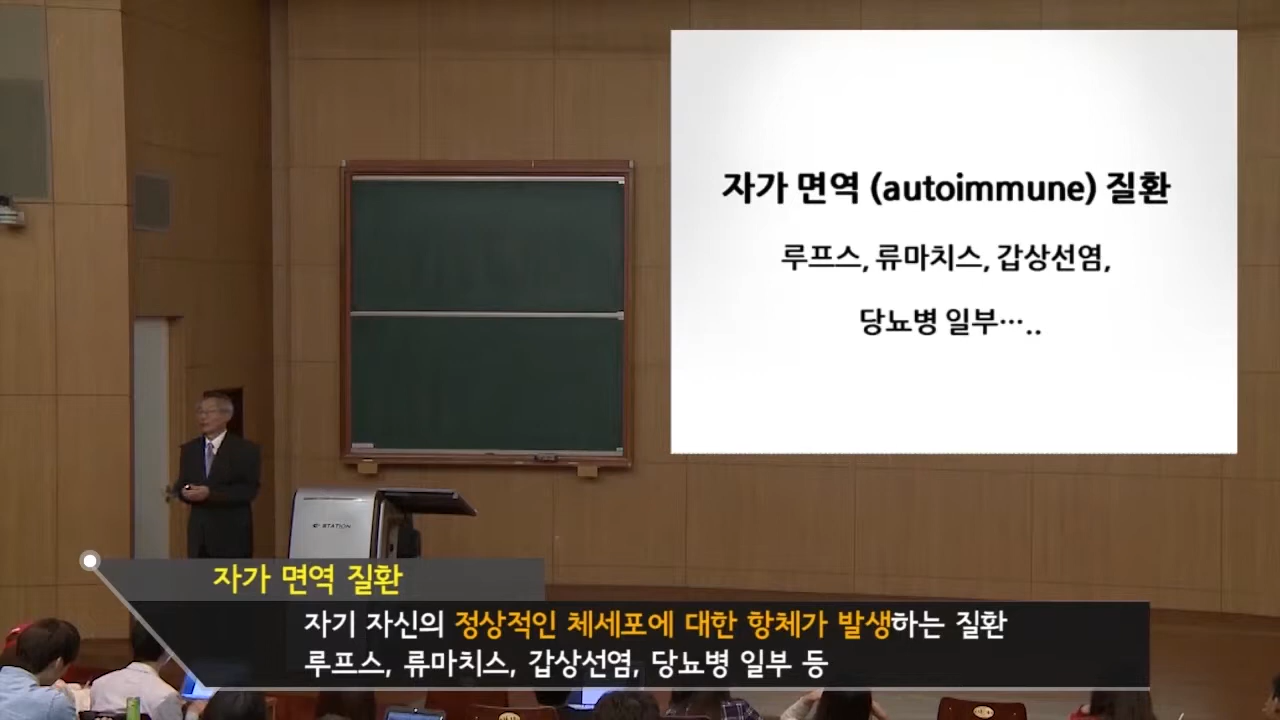 자가 면역 (autoimmune) 질환
루프스, 류마치스, 갑상선염,
당뇨병 일부…..
STATION
자가 면역 질환
자기 자신의 정상적인 체세포에 대한 항체가 발생하는 질환
루프스, 류마치스, 갑상선염, 당뇨병 일부 등